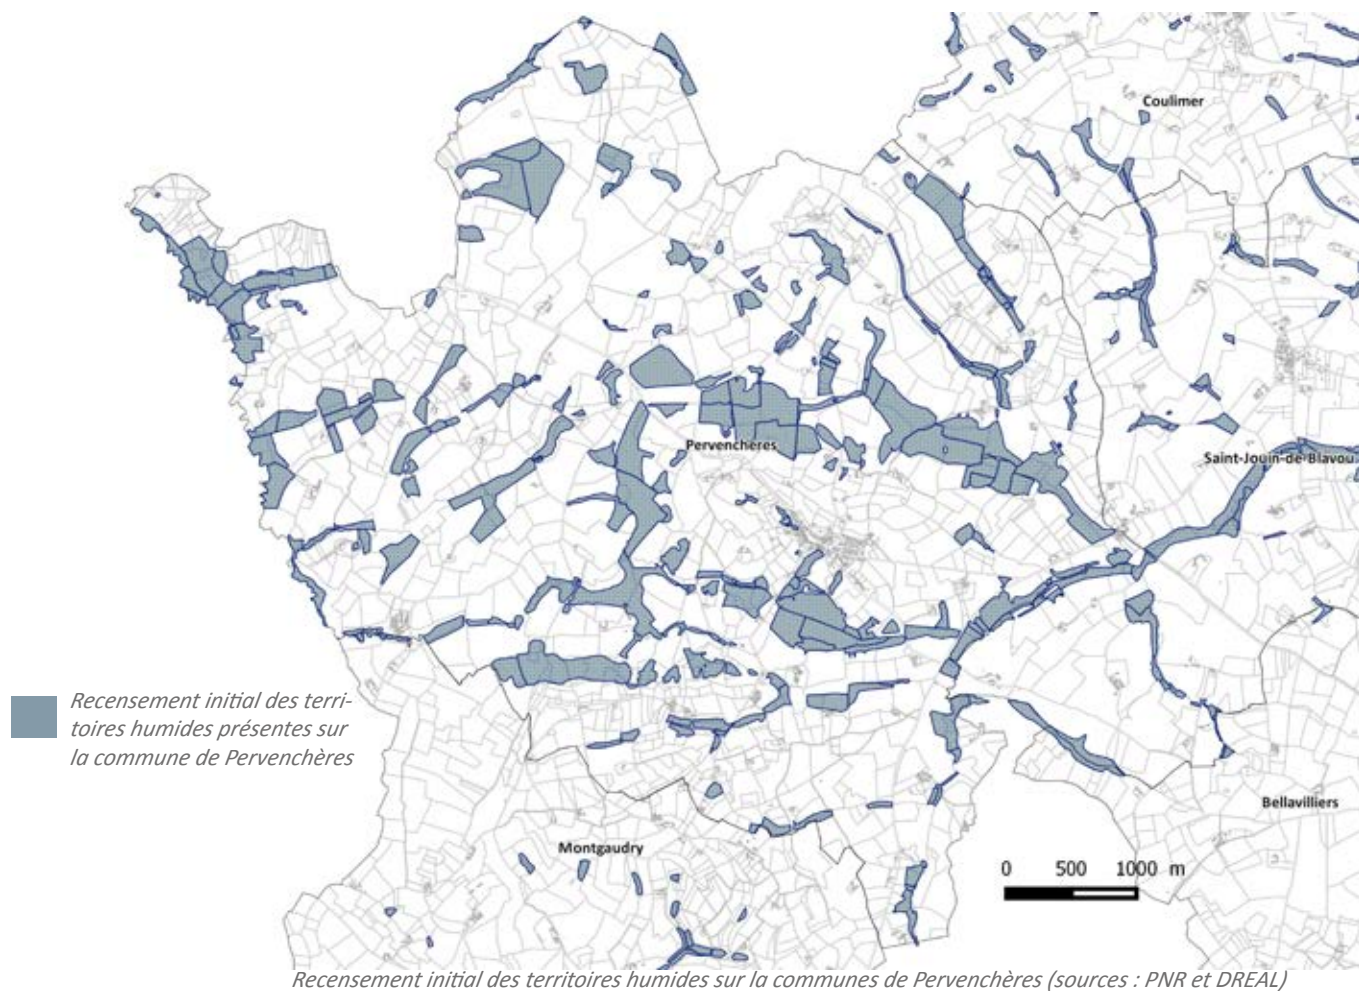 Coulimer
Pervenchères
Saint-Jouin-de-Blavou
Recensement initial des terri-
toires humides présentes sur
la commune de Pervenchères
Bellavilliers
Montgaudry
0 500 1000 m
Recensement initial des territoires humides sur la communes de Pervenchères (sources : PNR et DREAL)